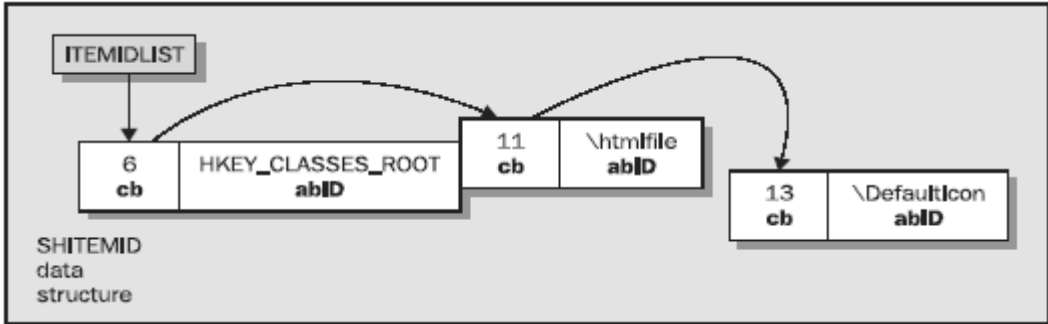 ITEMIDLIST
6
cb
HKEY_CLASSES_ROOT
abID
11
cb
\htmlfile
abID
13
cb
\DefaultIcon
abID
SHITEMID
data
structure